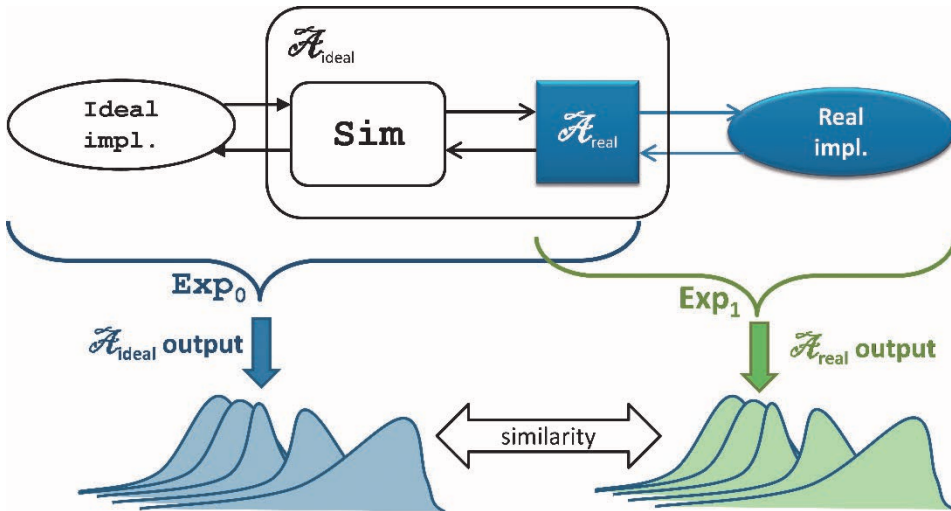 𝒜ideal
Ideal
impl.
Sim
𝒜real
Real
impl.
Exp0
Exp1
𝒜ideal output
𝒜real output
similarity